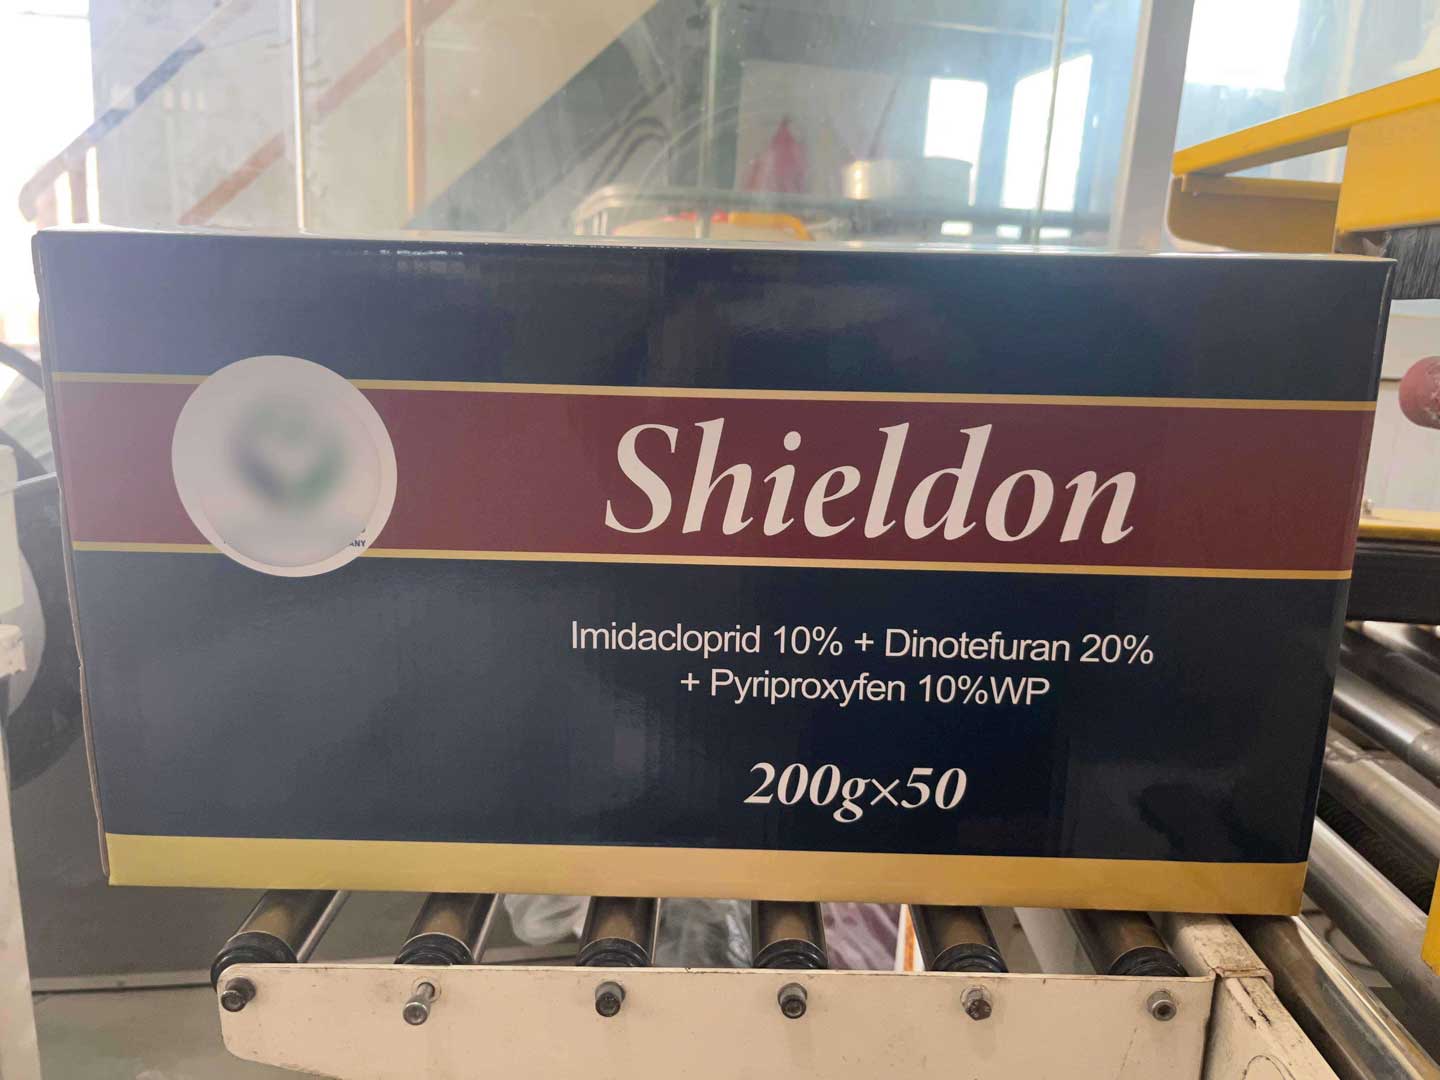 Shieldon
Imidacloprid 10% + Dinotefuran 20%
+ Pyriproxyfen 10%WP
200g×50